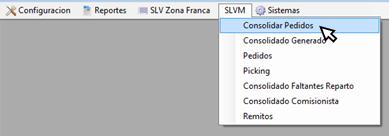 Configuracion Reportes SLV Zona Franca SLVM Sistemas
Consolidar Pedidos
Consolidado Generado
Pedidos
Picking
Consolidado Faltantes Reparto
Consolidado Comisionista
Remitos